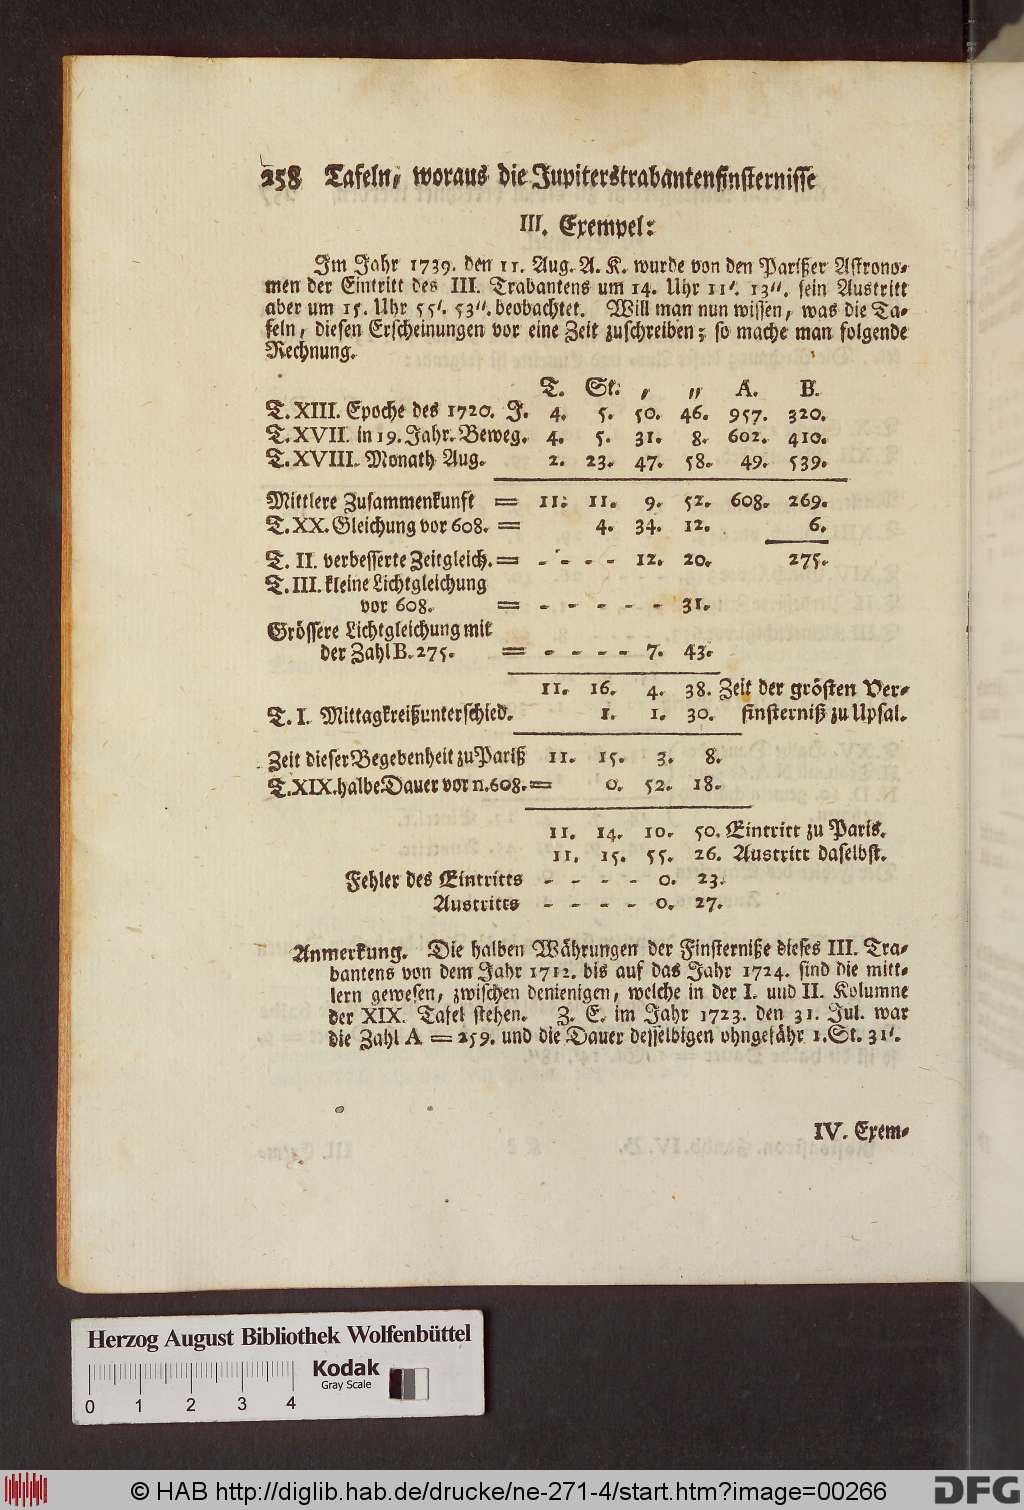 258 Tafeln, woraus die Jupiterstrabantenfinsternisse
III. Exempel:
Im Jahr 1739. den 11. Aug. A. K. wurde von den Parißer Astrono-
men der Eintritt des III. Trabantens um 14. Uhr 11'. 13''. sein Austritt
aber um 15. Uhr 55'. 53''. beobachtet. Will man nun wissen, was die Ta-
feln, diesen Erscheinungen vor eine Zeit zuschreiben; so mache man folgende
Rechnung.
T. St. , ,, A. B.
T. XIII. Epoche des 1720. J. 4. 5. 50. 46. 957. 320.
T. XVII. in 19. Jahr. Beweg. 4. 5. 31. 8. 602. 410.
T. XVIII. Monath Aug. 2. 23. 47. 58. 49. 539.
Mittlere Zusammenkunft = 11. 11. 9. 52. 608. 269.
T. XX. Gleichung vor 608. = 4. 34. 12. 6.
T. II. verbesserte Zeitgleich. = - - - - 12. 20. 275.
T. III. kleine Lichtgleichung
vor 608. = - - - - - 31.
Grössere Lichtgleichung mit
der Zahl B. 275. = - - - - 7. 43.
11. 16. 4. 38. Zeit der grösten Ver-
T. I. Mittagkreißunterschied. 1. 1. 30. finsterniß zu Upsal.
Zeit dieser Begebenheit zu Pariß 11. 15. 3. 8.
T. XIX. halbe Dauer vor n. 608. = 0. 52. 18.
11. 14. 10. 50. Eintritt zu Paris.
11. 15. 55. 26. Austritt daselbst.
Fehler des Eintritts - - - - 0. 23.
Austritts - - - - 0. 27.
Anmerkung. Die halben Währungen der Finsterniße dieses III. Tra-
bantens von dem Jahr 1712. bis auf das Jahr 1724. sind die mitt-
lern gewesen, zwischen denienigen, welche in der I. und II. Kolumne
der XIX. Tafel stehen. Z. E. im Jahr 1723. den 31. Jul. war
die Zahl A = 259. und die Dauer desselbigen ohngefähr 1. St. 31'.
IV. Exem-
Herzog August Bibliothek Wolfenbüttel
Kodak
Gray Scale
0 1 2 3 4
© HAB http://diglib.hab.de/drucke/ne-271-4/start.htm?image=00266
DFG